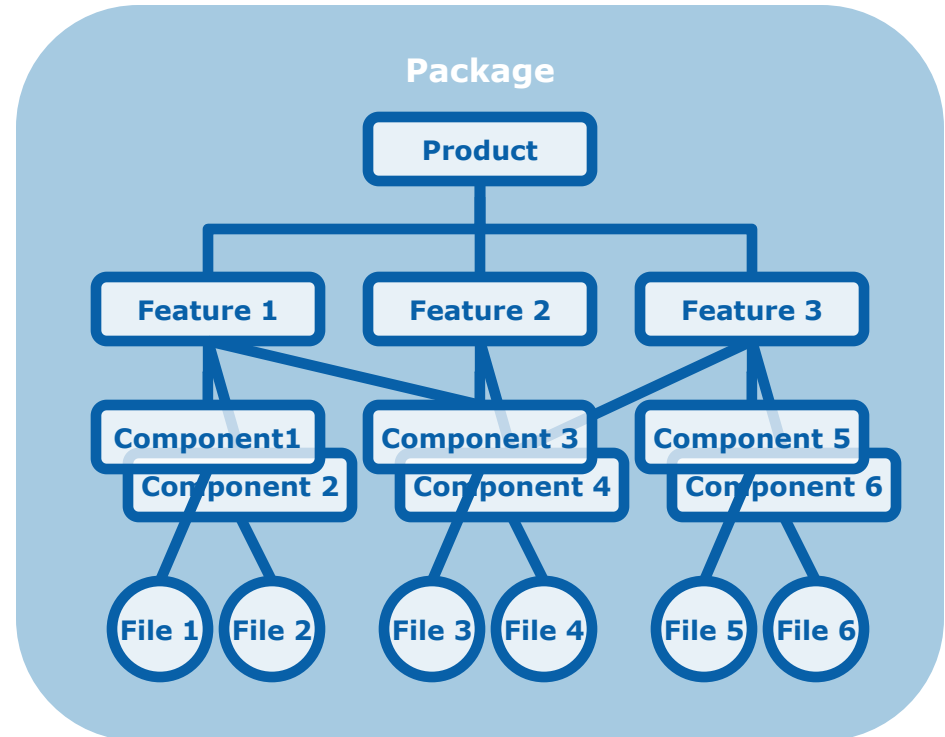 Package
Product
Feature 1
Feature 2
Feature 3
Component1
Component 3
Component 5
Component 2
Component 4
Component 6
File 1
File 2
File 3
File 4
File 5
File 6